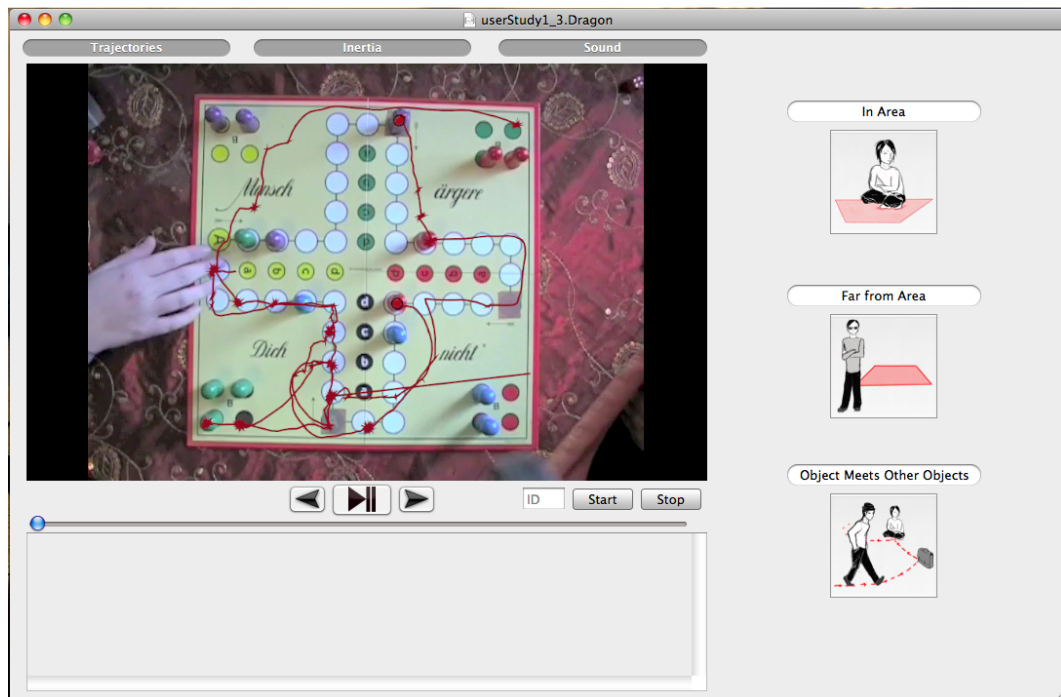 userStudy1_3.Dragon
Trajectories
Inertia
Sound
In Area
B
B
Mensch
ärgere
A
a
b
c
d
d
c
b
a
Far from Area
d
c
b
a
Dich
nicht
B
B
Object Meets Other Objects
ID
Start
Stop